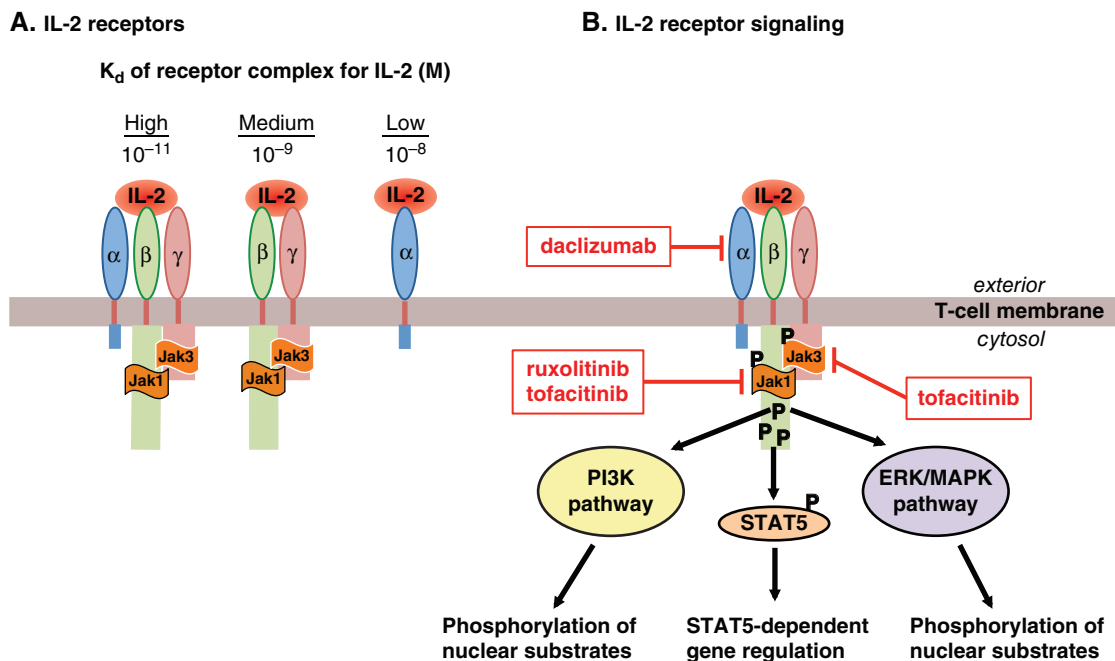 A. IL-2 receptors
K_d of receptor complex for IL-2 (M)
High Medium Low
10⁻¹¹ 10⁻⁹ 10⁻⁸
IL-2 IL-2 IL-2
α β γ β γ α
Jak3 Jak3
Jak1 Jak1
B. IL-2 receptor signaling
IL-2
daclizumab
α β γ
exterior
T-cell membrane
cytosol
P
P
Jak3
Jak1
ruxolitinib
tofacitinib
tofacitinib
P
P P
PI3K
pathway
P
STAT5
ERK/MAPK
pathway
Phosphorylation of
nuclear substrates
STAT5-dependent
gene regulation
Phosphorylation of
nuclear substrates